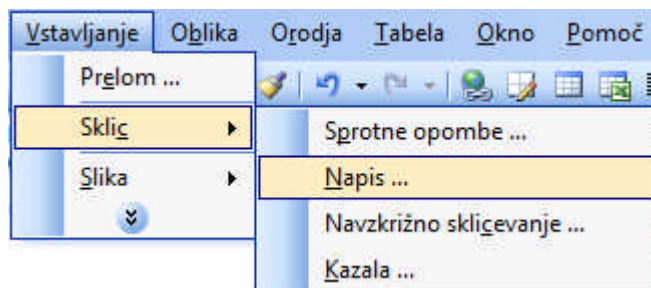 Vstavljanje Oblika Orodja Tabela Okno Pomoč
Prelom ...
Sklic
Slika
Sprotne opombe ...
Napis ...
Navzkrižno sklicevanje ...
Kazala ...